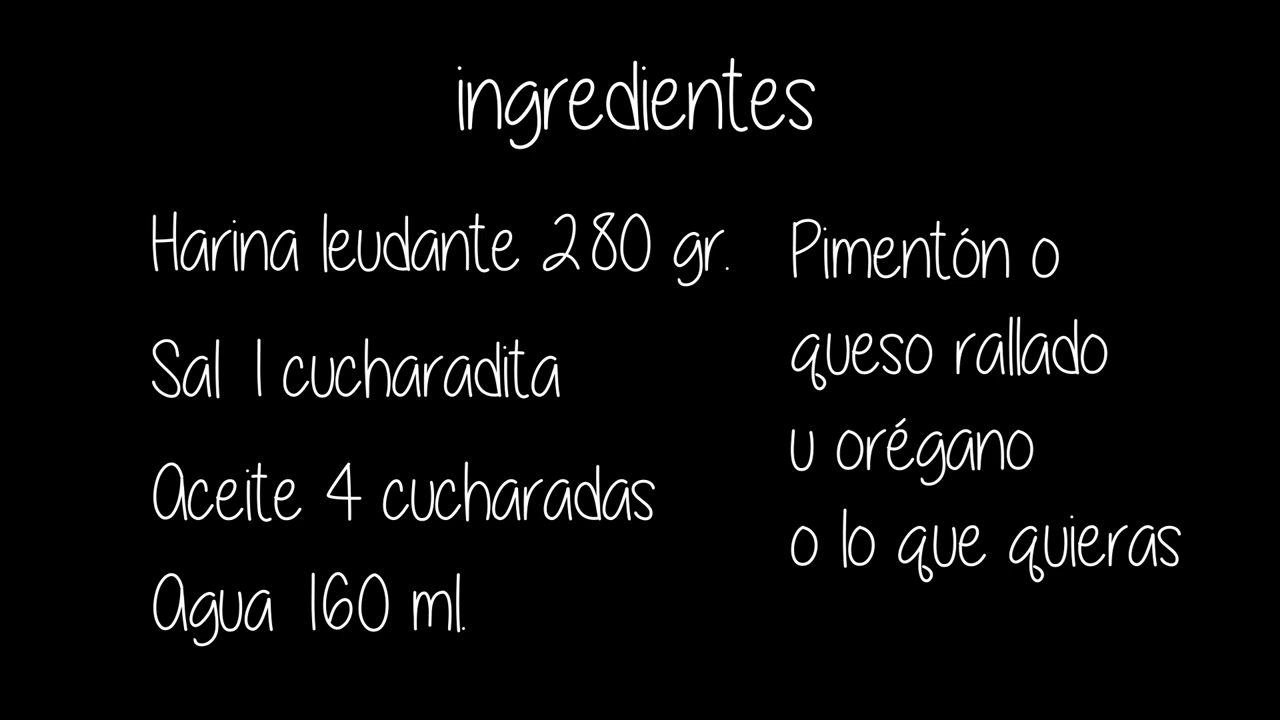 ingredientes
Harina leudante 280 gr.
Sal 1 cucharadita
Aceite 4 cucharadas
Agua 160 ml.
Pimentón o
queso rallado
u orégano
o lo que quieras